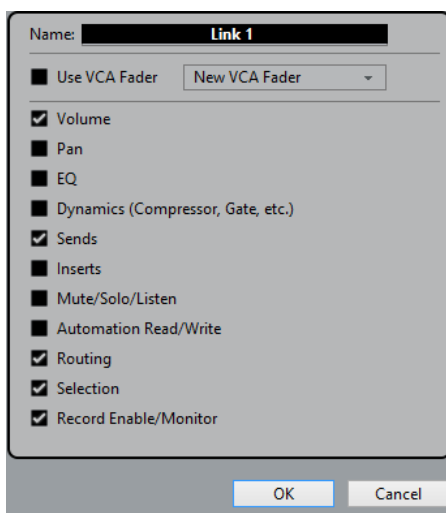 Name: Link 1
Use VCA Fader New VCA Fader
Volume
Pan
EQ
Dynamics (Compressor, Gate, etc.)
Sends
Inserts
Mute/Solo/Listen
Automation Read/Write
Routing
Selection
Record Enable/Monitor
OK Cancel